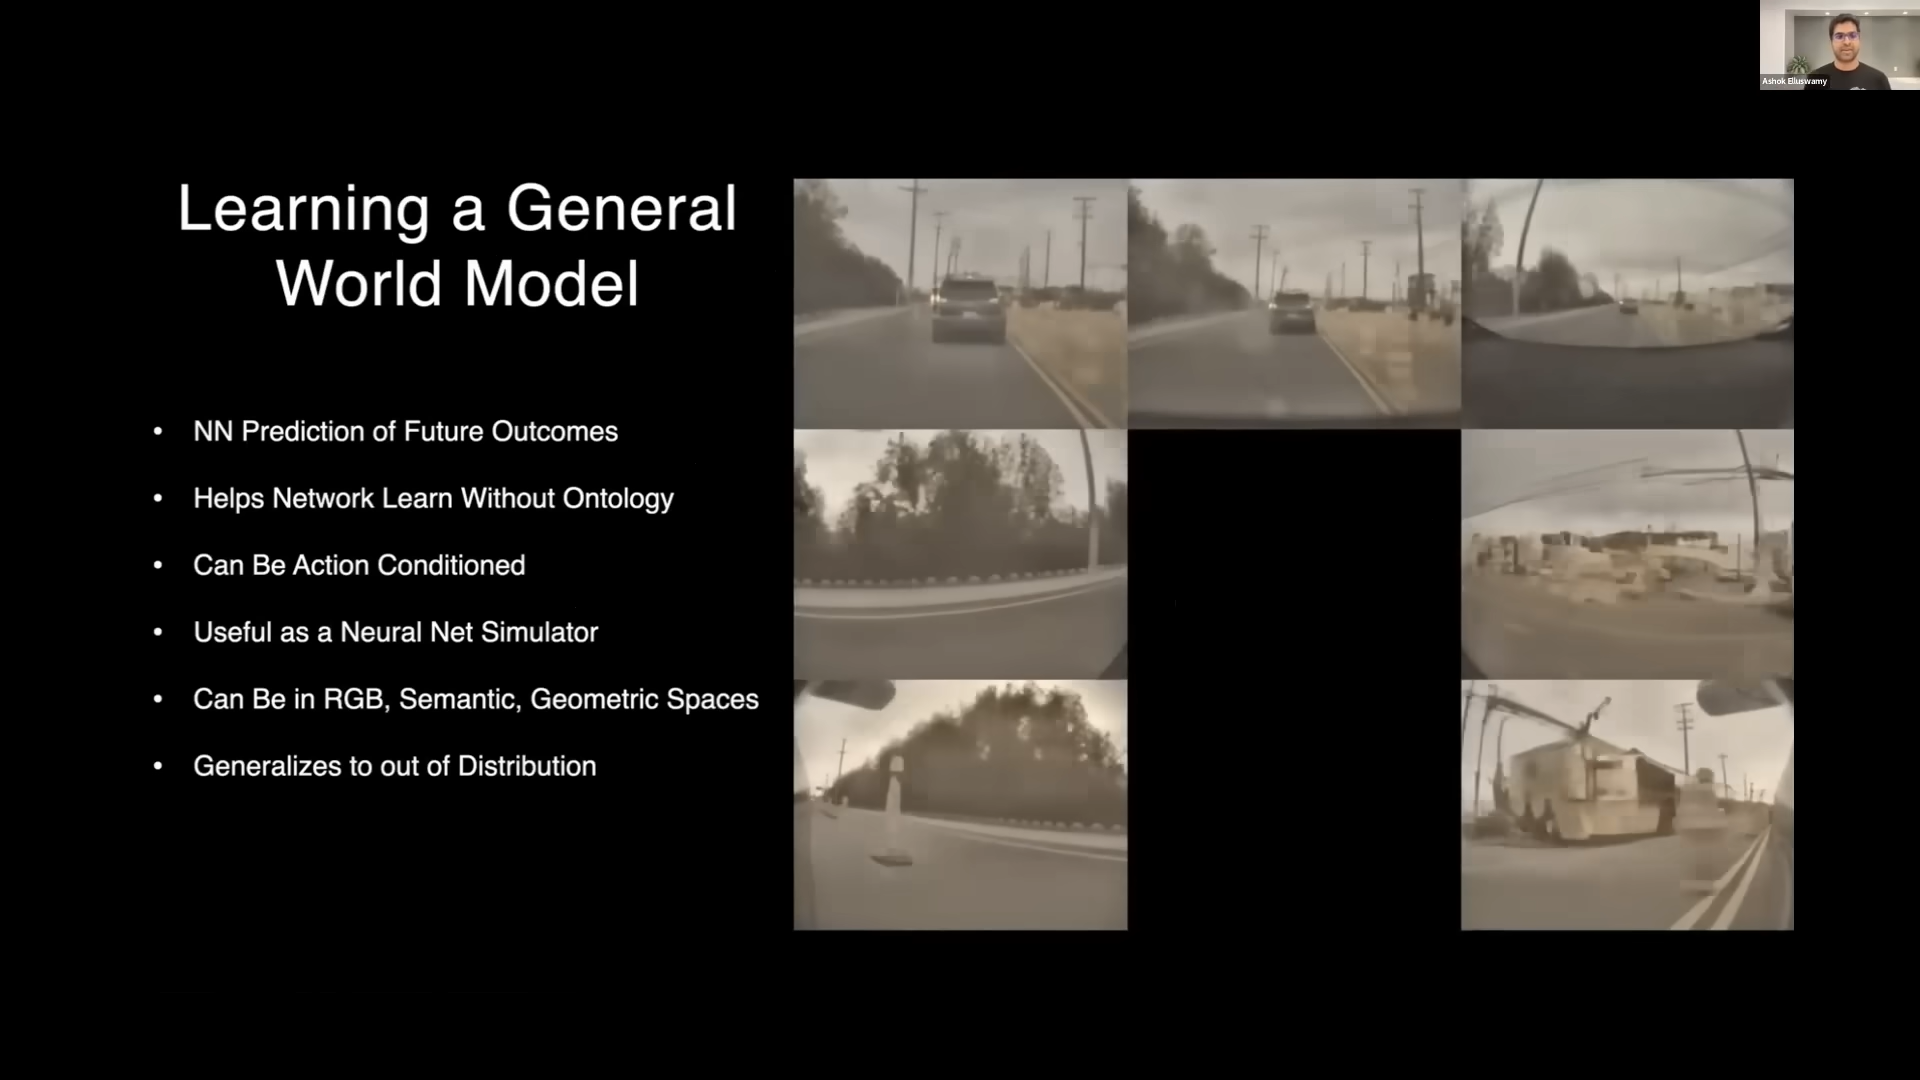 Ashok Elluswamy
Learning a General
World Model
• NN Prediction of Future Outcomes
• Helps Network Learn Without Ontology
• Can Be Action Conditioned
• Useful as a Neural Net Simulator
• Can Be in RGB, Semantic, Geometric Spaces
• Generalizes to out of Distribution